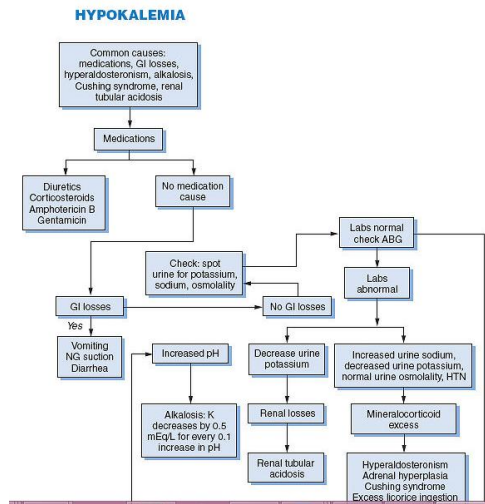 HYPOKALEMIA
Common causes:
medications, GI losses,
hyperaldosteronism, alkalosis,
Cushing syndrome, renal
tubular acidosis
Medications
Diuretics
Corticosteroids
Amphotericin B
Gentamicin
No medication
cause
Labs normal
check ABG
Check: spot
urine for potassium,
sodium, osmolality
Labs
abnormal
GI losses
No GI losses
Yes
Vomiting
NG suction
Diarrhea
Increased pH
Decrease urine
potassium
Increased urine sodium,
decreased urine potassium,
normal urine osmolality, HTN
Alkalosis: K
decreases by 0.5
mEq/L for every 0.1
increase in pH
Renal losses
Mineralocorticoid
excess
Renal tubular
acidosis
Hyperaldosteronism
Adrenal hyperplasia
Cushing syndrome
Excess licorice ingestion